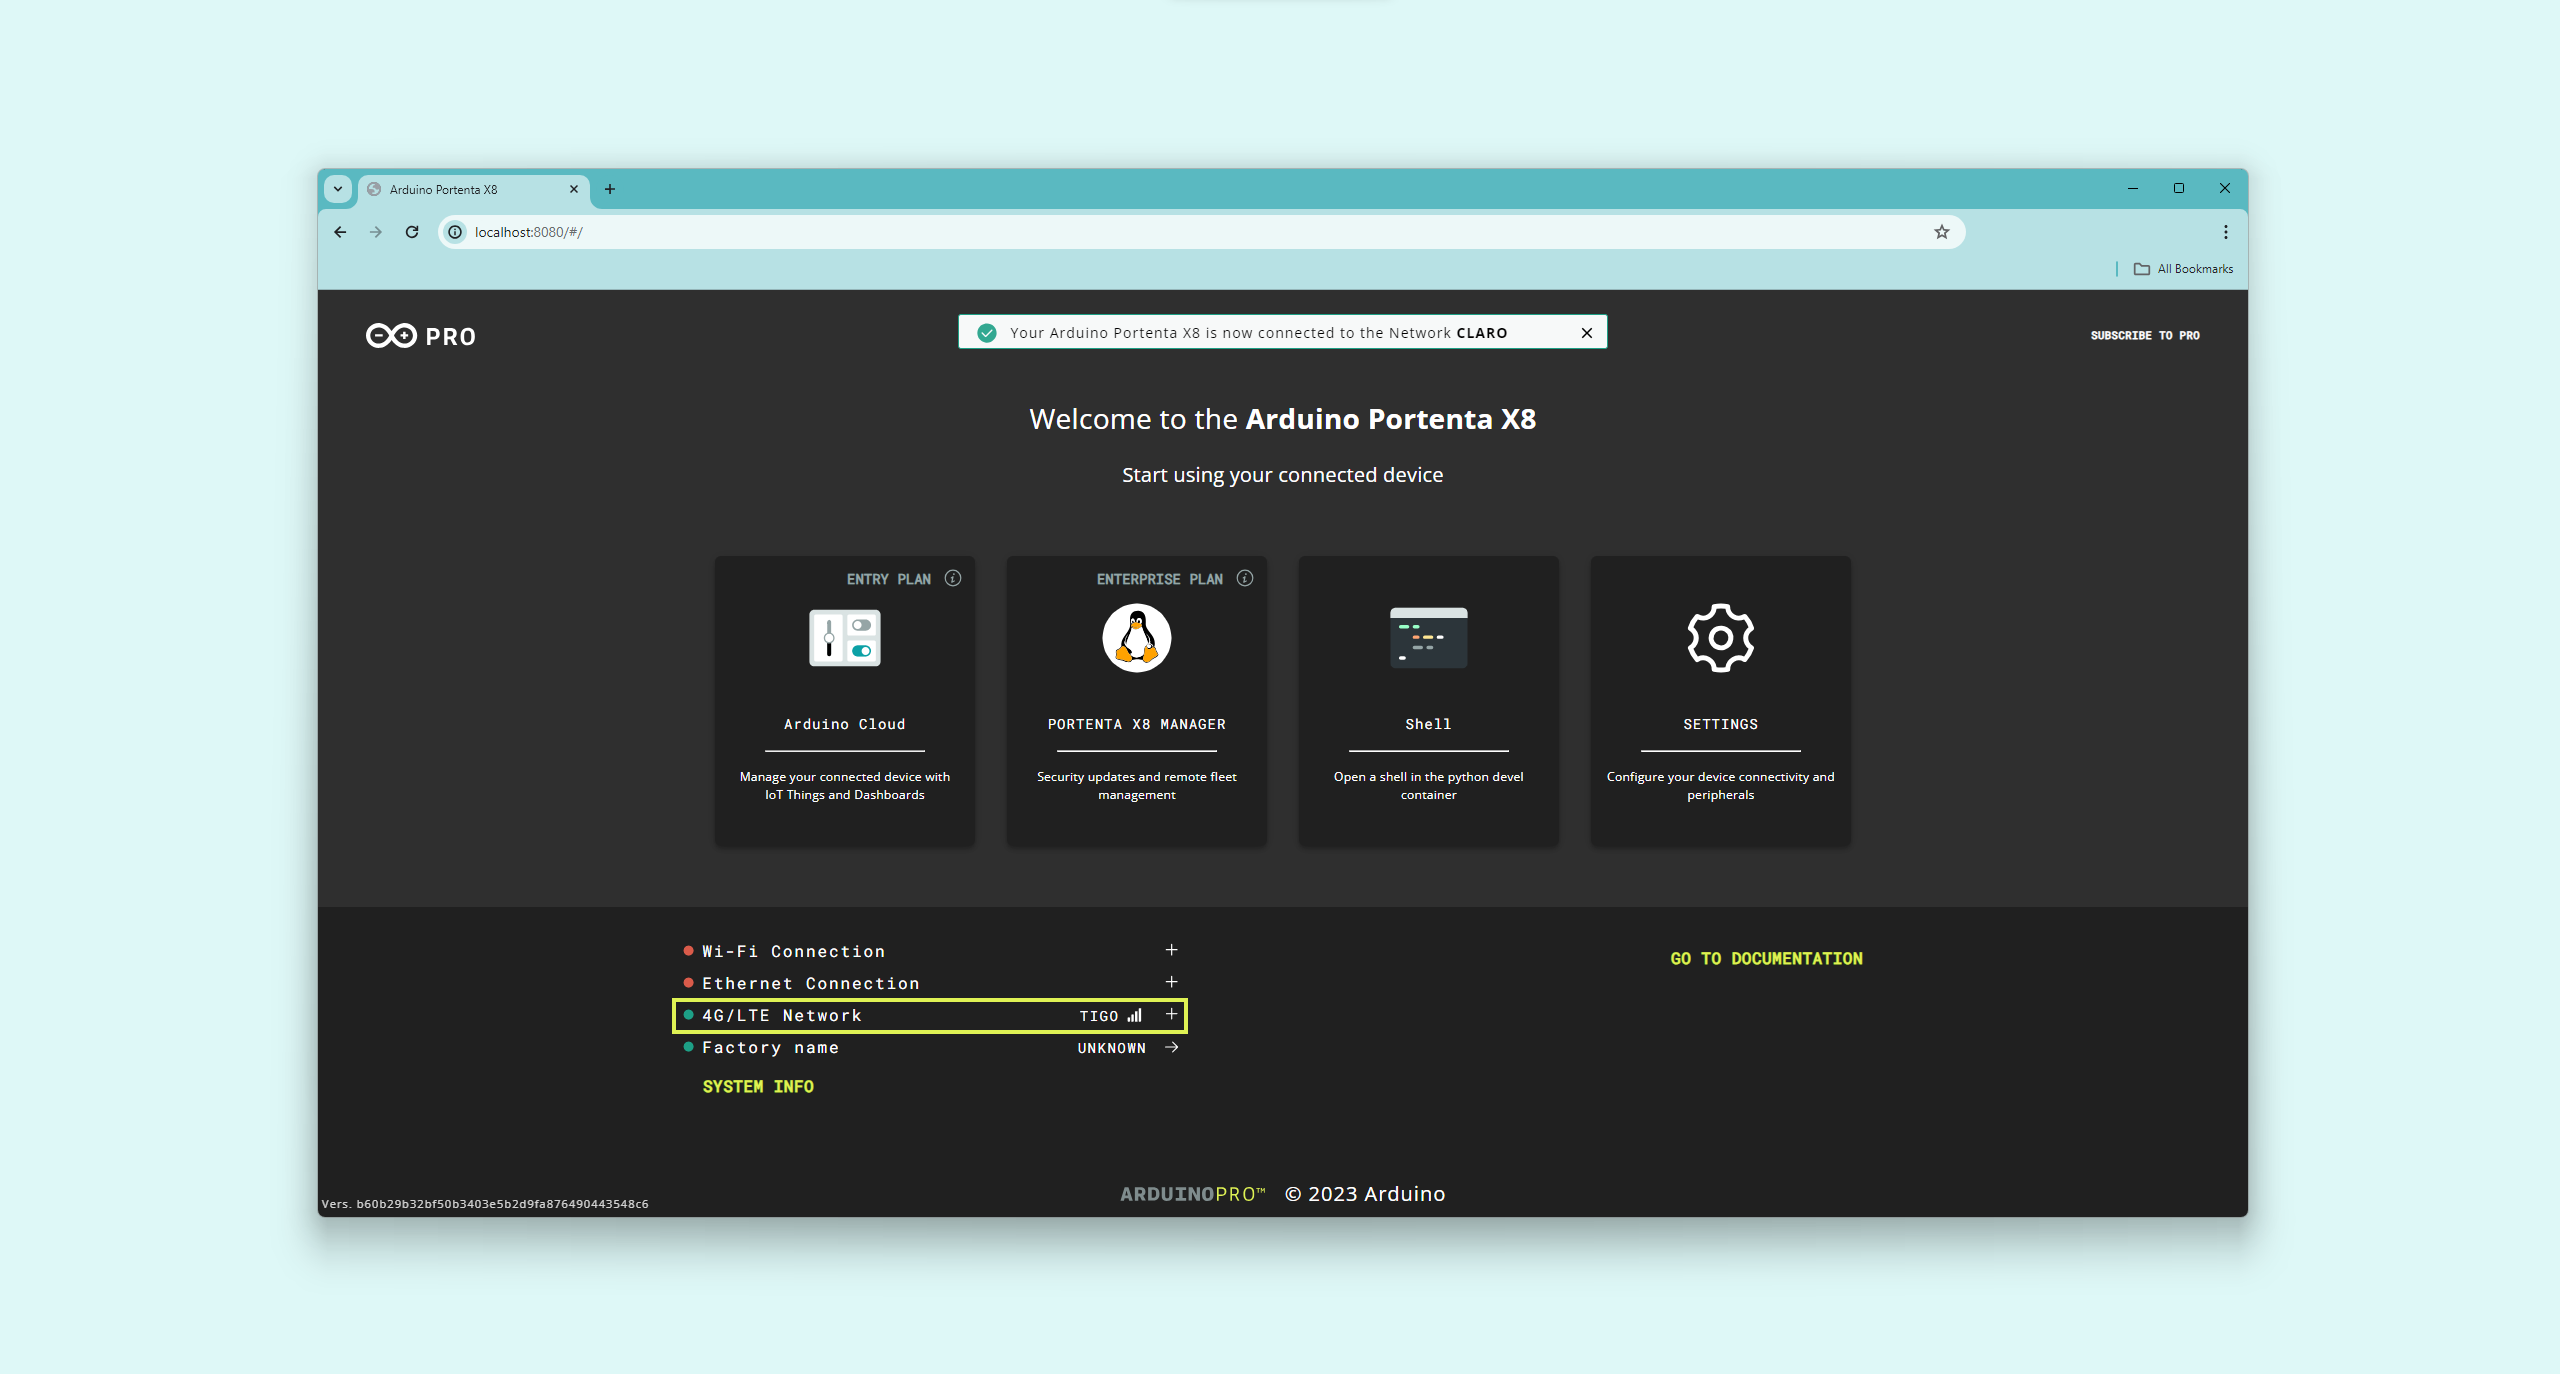 Arduino Portenta X8
localhost:8080/#/
All Bookmarks
PRO
Your Arduino Portenta X8 is now connected to the Network CLARO
SUBSCRIBE TO PRO
Welcome to the Arduino Portenta X8
Start using your connected device
ENTRY PLAN
Arduino Cloud
Manage your connected device with
IoT Things and Dashboards
ENTERPRISE PLAN
PORTENTA X8 MANAGER
Security updates and remote fleet
management
Shell
Open a shell in the python devel
container
SETTINGS
Configure your device connectivity and
peripherals
Wi-Fi Connection
Ethernet Connection
4G/LTE Network TIGO
Factory name UNKNOWN
SYSTEM INFO
GO TO DOCUMENTATION
Vers. b60b29b32bf50b3403e5b2d9fa876490443548c6
ARDUINOPRO™ © 2023 Arduino